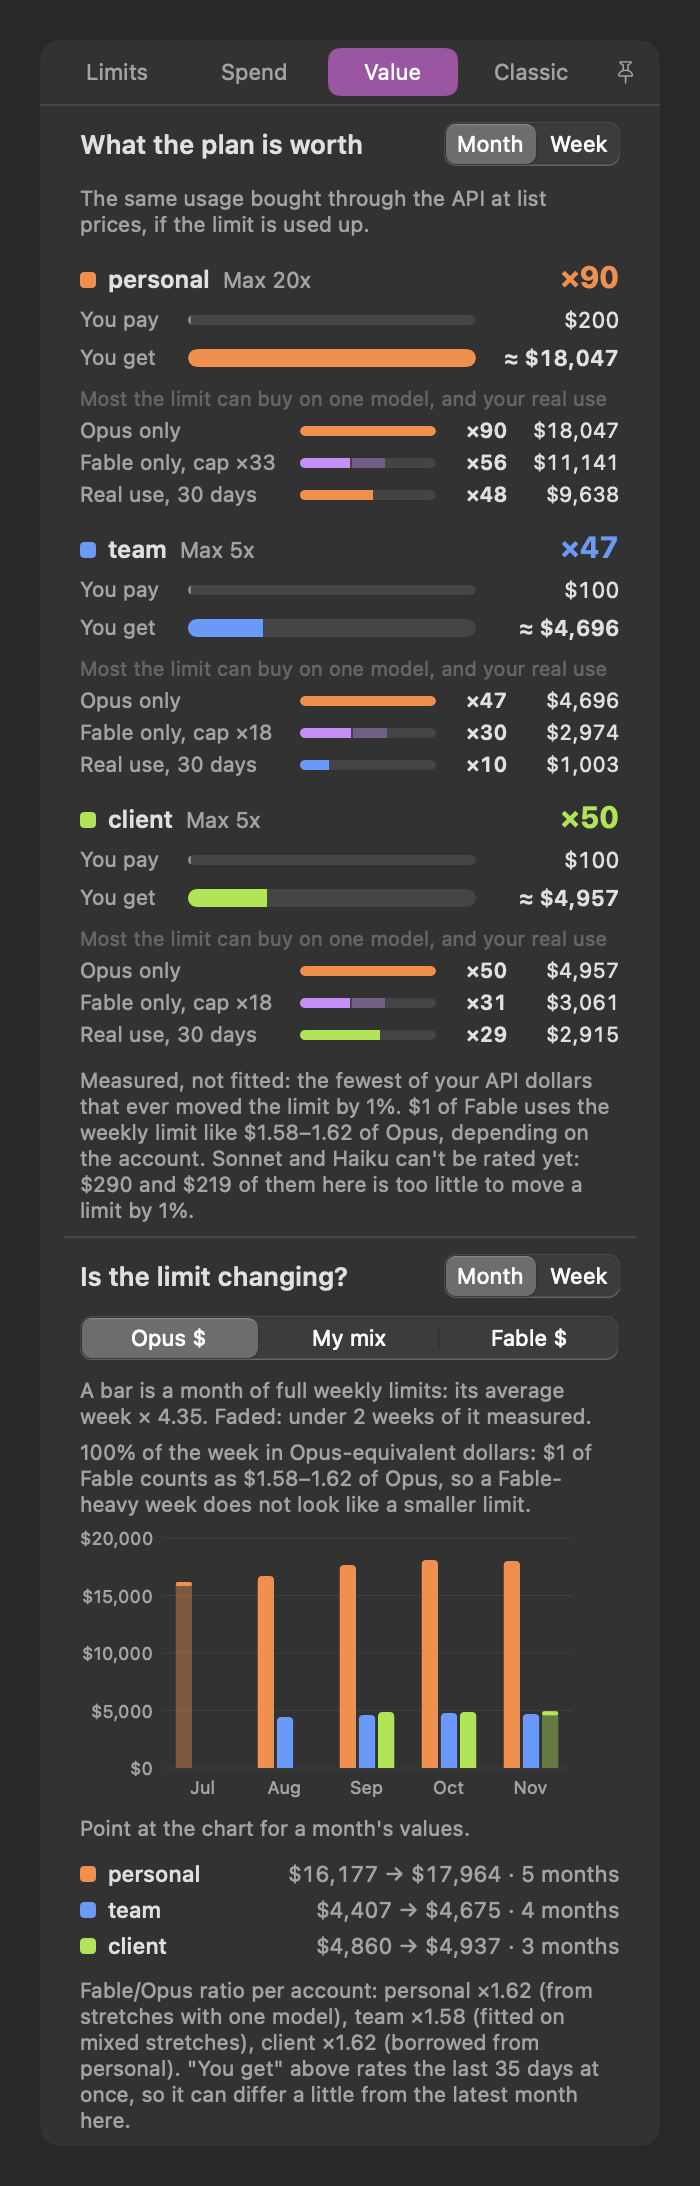 Limits Spend Value Classic
What the plan is worth Month Week
The same usage bought through the API at list
prices, if the limit is used up.
personal Max 20x ×90
You pay $200
You get ≈ $18,047
Most the limit can buy on one model, and your real use
Opus only ×90 $18,047
Fable only, cap ×33 ×56 $11,141
Real use, 30 days ×48 $9,638
team Max 5x ×47
You pay $100
You get ≈ $4,696
Most the limit can buy on one model, and your real use
Opus only ×47 $4,696
Fable only, cap ×18 ×30 $2,974
Real use, 30 days ×10 $1,003
client Max 5x ×50
You pay $100
You get ≈ $4,957
Most the limit can buy on one model, and your real use
Opus only ×50 $4,957
Fable only, cap ×18 ×31 $3,061
Real use, 30 days ×29 $2,915
Measured, not fitted: the fewest of your API dollars
that ever moved the limit by 1%. $1 of Fable uses the
weekly limit like $1.58–1.62 of Opus, depending on
the account. Sonnet and Haiku can't be rated yet:
$290 and $219 of them here is too little to move a
limit by 1%.
Is the limit changing? Month Week
Opus $ My mix Fable $
A bar is a month of full weekly limits: its average
week × 4.35. Faded: under 2 weeks of it measured.
100% of the week in Opus-equivalent dollars: $1 of
Fable counts as $1.58–1.62 of Opus, so a Fable-
heavy week does not look like a smaller limit.
$20,000
$15,000
$10,000
$5,000
$0
Jul Aug Sep Oct Nov
Point at the chart for a month's values.
personal $16,177 → $17,964 · 5 months
team $4,407 → $4,675 · 4 months
client $4,860 → $4,937 · 3 months
Fable/Opus ratio per account: personal ×1.62 (from
stretches with one model), team ×1.58 (fitted on
mixed stretches), client ×1.62 (borrowed from
personal). "You get" above rates the last 35 days at
once, so it can differ a little from the latest month
here.